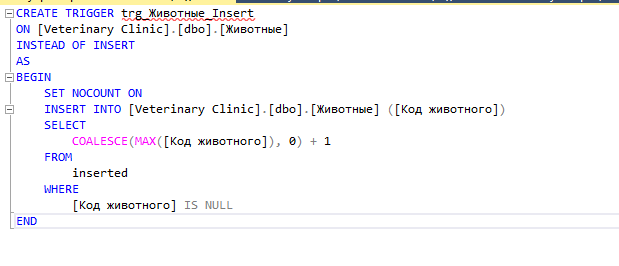 CREATE TRIGGER trg_Животные_Insert
ON [Veterinary Clinic].[dbo].[Животные]
INSTEAD OF INSERT
AS
BEGIN
SET NOCOUNT ON
INSERT INTO [Veterinary Clinic].[dbo].[Животные] ([Код животного])
SELECT
COALESCE(MAX([Код животного]), 0) + 1
FROM
inserted
WHERE
[Код животного] IS NULL
END